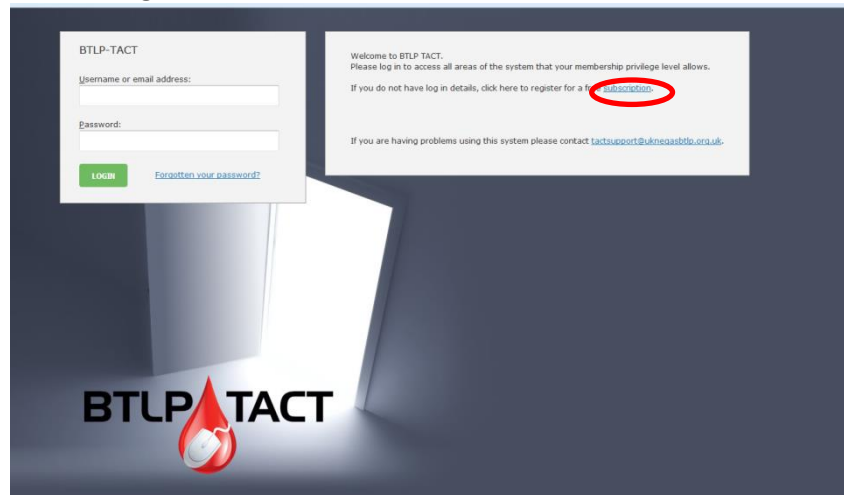 BTLP-TACT
Username or email address:
Password:
LOGIN
Forgotten your password?
Welcome to BTLP TACT.
Please log in to access all areas of the system that your membership privilege level allows.
If you do not have log in details, click here to register for a free subscription.
If you are having problems using this system please contact tactsupport@ukneqasbtlp.org.uk.
BTLP TACT